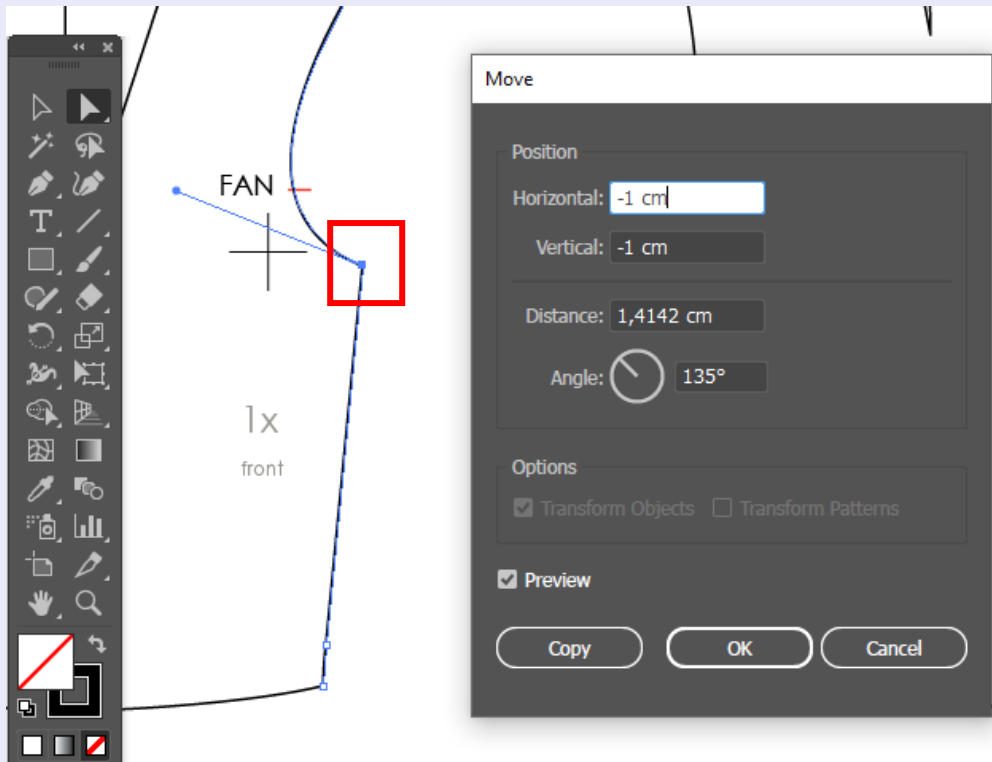 Move
Position
Horizontal: -1 cm
Vertical: -1 cm
Distance: 1,4142 cm
Angle: 135°
Options
Transform Objects Transform Patterns
Preview
Copy OK Cancel
FAN
1x
front